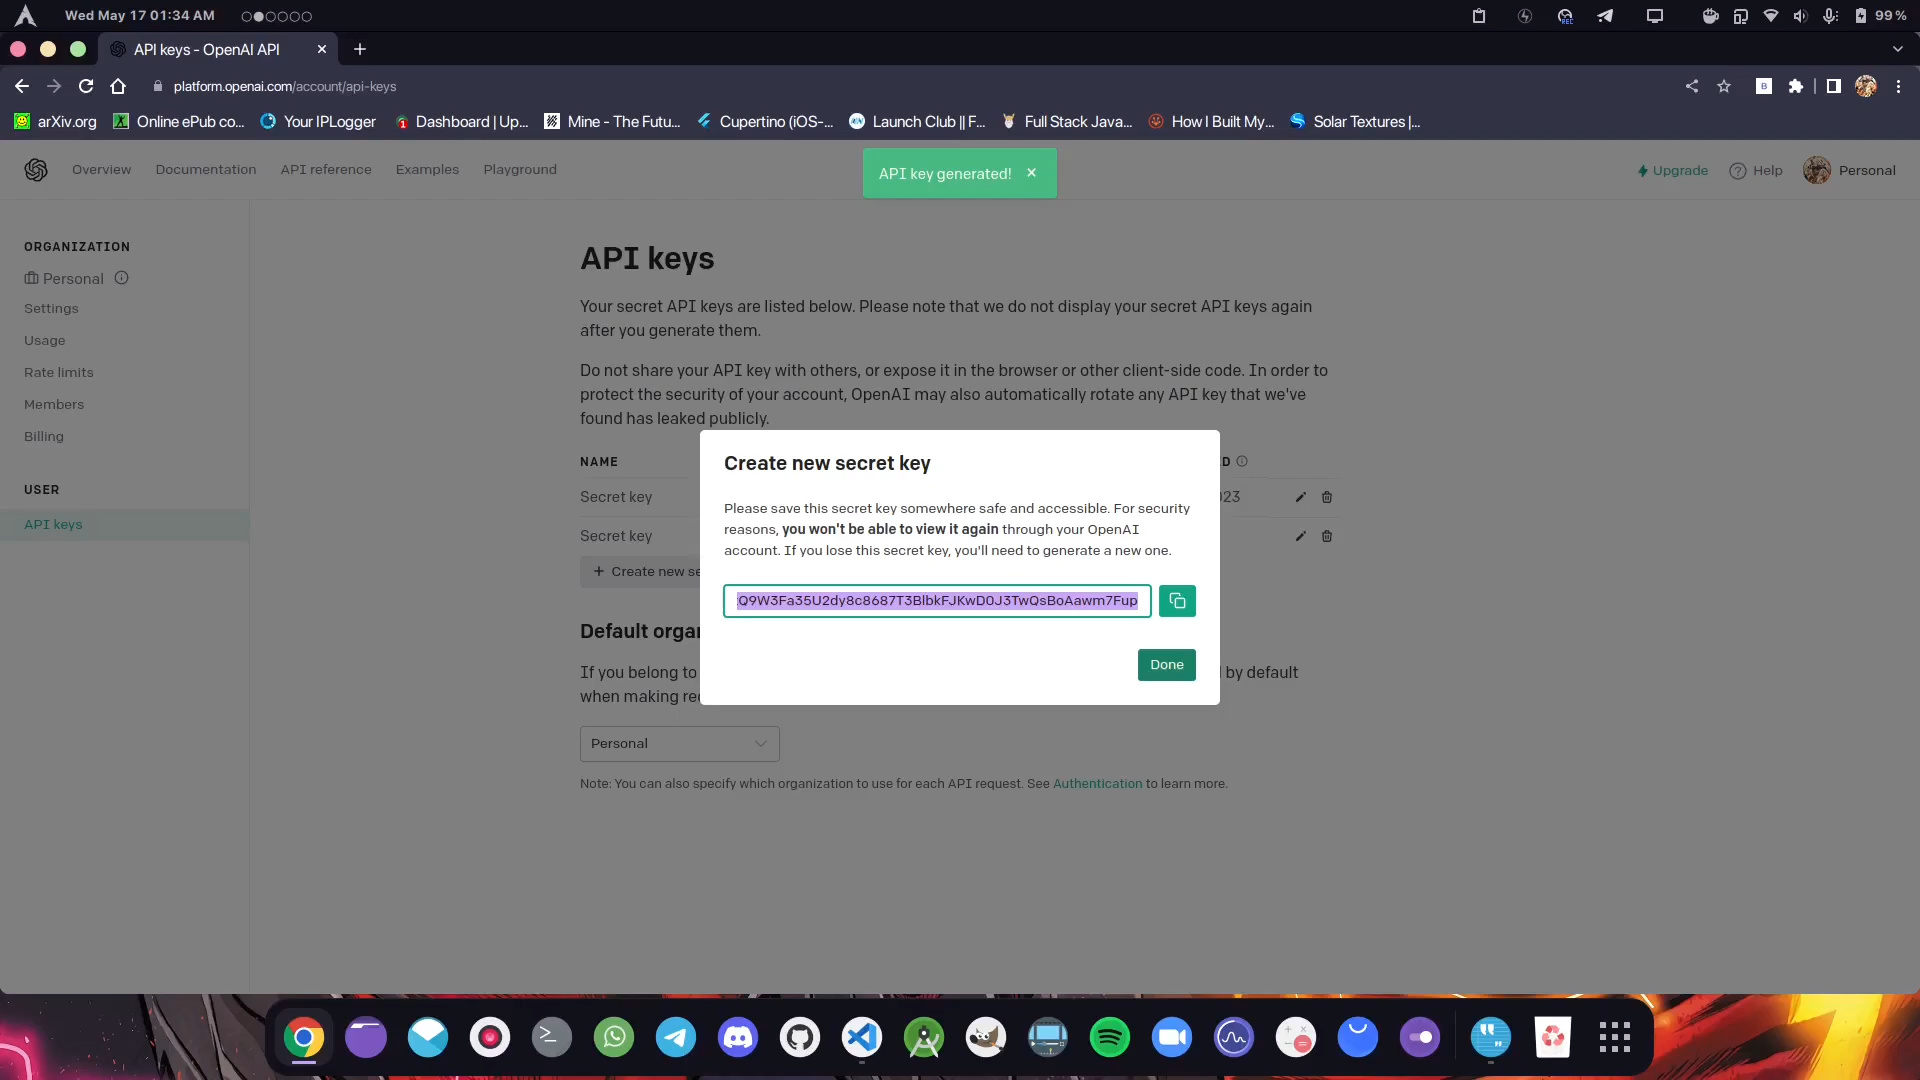 Wed May 17 01:34 AM
99 %
API keys - OpenAI API
platform.openai.com/account/api-keys
arXiv.org
Online ePub co...
Your IPLogger
Dashboard | Up...
Mine - The Futu...
Cupertino (iOS-...
Launch Club || F...
Full Stack Java...
How I Built My...
Solar Textures |...
Overview
Documentation
API reference
Examples
Playground
API key generated!
Upgrade
Help
Personal
ORGANIZATION
Personal
Settings
Usage
Rate limits
Members
Billing
USER
API keys
API keys
Your secret API keys are listed below. Please note that we do not display your secret API keys again
after you generate them.
Do not share your API key with others, or expose it in the browser or other client-side code. In order to
protect the security of your account, OpenAI may also automatically rotate any API key that we've
found has leaked publicly.
NAME
D
Secret key
023
Secret key
+ Create new se
Create new secret key
Please save this secret key somewhere safe and accessible. For security
reasons, you won't be able to view it again through your OpenAI
account. If you lose this secret key, you'll need to generate a new one.
Q9W3Fa35U2dy8c8687T3BlbkFJKwD0J3TwQsBoAawm7Fup
Done
Default organ
If you belong to
by default
when making re
Personal
Note: You can also specify which organization to use for each API request. See Authentication to learn more.